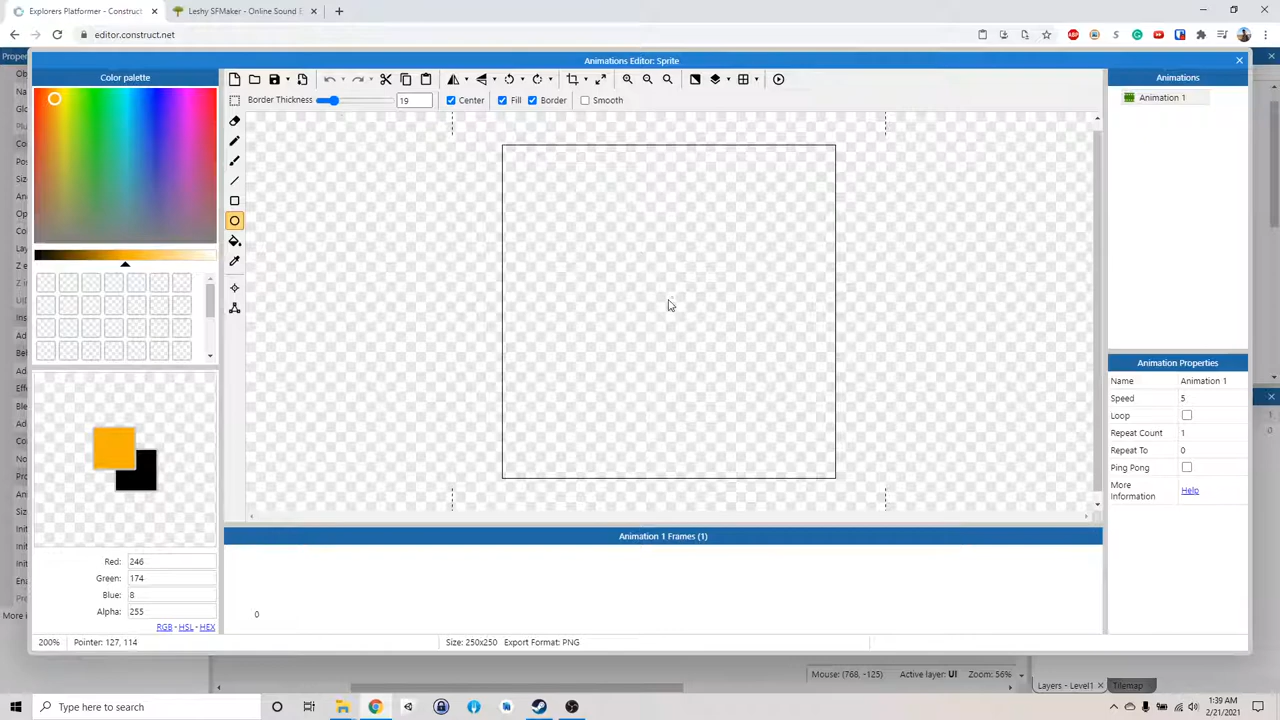 Explorers Platformer - Construct
Leshy SFMaker - Online Sound E
editor.construct.net
Animations Editor: Sprite
Color palette
Animations
Border Thickness 19 Center Fill Border Smooth
Animation 1
Animation Properties
Name Animation 1
Speed 5
Loop
Repeat Count 1
Repeat To 0
Ping Pong
More
Information Help
Animation 1 Frames (1)
0
Red: 246
Green: 174
Blue: 8
Alpha: 255
RGB - HSL - HEX
200% Pointer: 127, 114 Size: 250x250 Export Format: PNG
Mouse: (768, -125) Active layer: UI Zoom: 56%
Layers - Level1 Tilemap
Type here to search
1:39 AM
2/21/2021